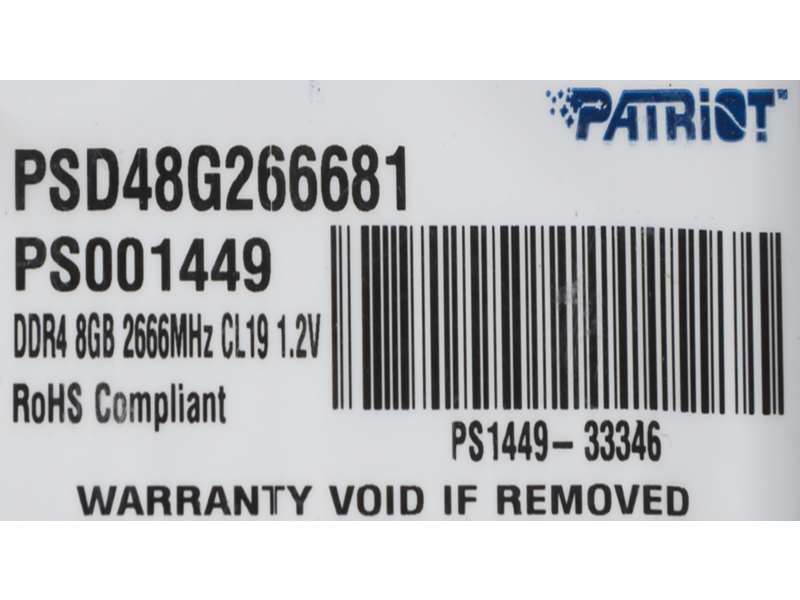 PATRIOT
PSD48G266681
PS001449
DDR4 8GB 2666MHz CL19 1.2V
RoHS Compliant
PS1449-33346
WARRANTY VOID IF REMOVED